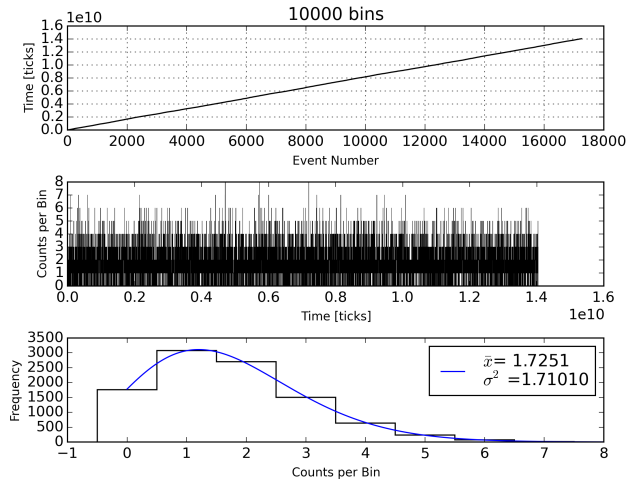 10000 bins
1e10
1.6
1.4
1.2
1.0
0.8
0.6
0.4
0.2
0.0
Time [ticks]
0 2000 4000 6000 8000 10000 12000 14000 16000 18000
Event Number
8
7
6
5
4
3
2
1
0
Counts per Bin
0.0 0.2 0.4 0.6 0.8 1.0 1.2 1.4 1.6
Time [ticks]
1e10
3500
3000
2500
2000
1500
1000
500
0
Frequency
x̄ = 1.7251
σ² =1.71010
−1 0 1 2 3 4 5 6 7 8
Counts per Bin